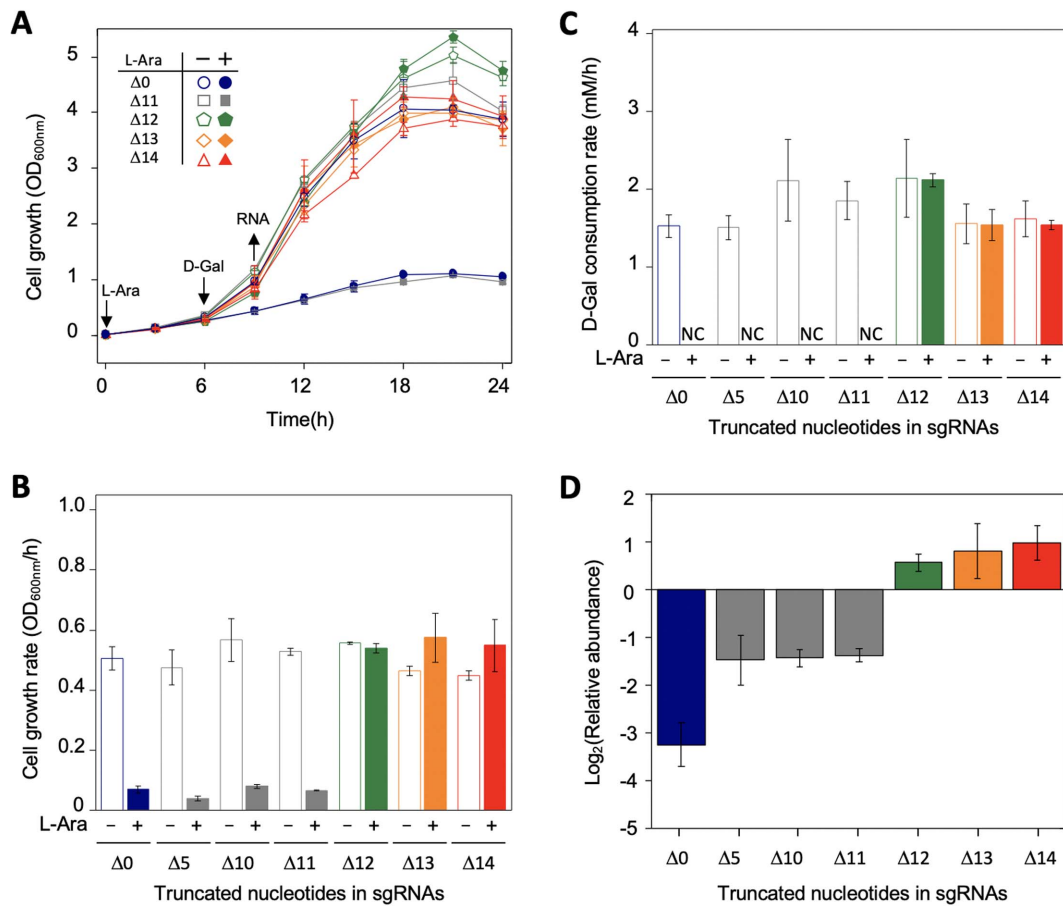 A
L-Ara − +
Δ0
Δ11
Δ12
Δ13
Δ14
L-Ara
D-Gal
RNA
Cell growth (OD600nm)
5
4
3
2
1
0
0 6 12 18 24
Time(h)
C
D-Gal consumption rate (mM/h)
4
3
2
1
0
NC NC NC NC
L-Ara − + − + − + − + − + − + − +
Δ0 Δ5 Δ10 Δ11 Δ12 Δ13 Δ14
Truncated nucleotides in sgRNAs
B
Cell growth rate (OD600nm/h)
1.0
0.8
0.6
0.4
0.2
0
L-Ara − + − + − + − + − + − + − +
Δ0 Δ5 Δ10 Δ11 Δ12 Δ13 Δ14
Truncated nucleotides in sgRNAs
D
Log2(Relative abundance)
2
1
0
-1
-2
-3
-4
-5
Δ0 Δ5 Δ10 Δ11 Δ12 Δ13 Δ14
Truncated nucleotides in sgRNAs